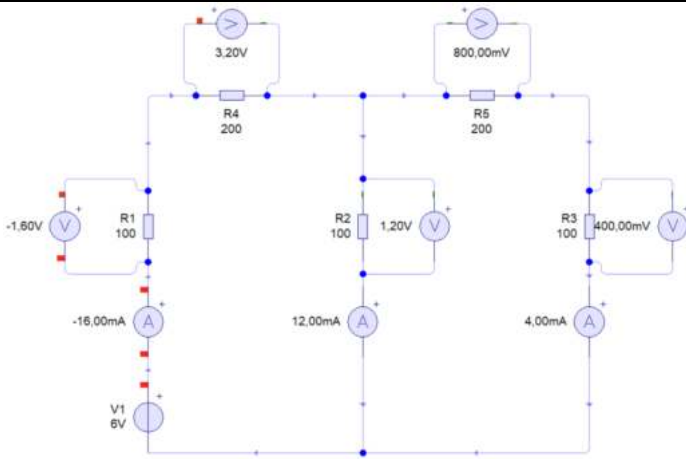 3,20V
800,00mV
R4
200
R5
200
-1,60V
R1
100
R2
100
1,20V
R3
100
400,00mV
-16,00mA
12,00mA
4,00mA
V1
6V
V
V
V
V
V
A
A
A